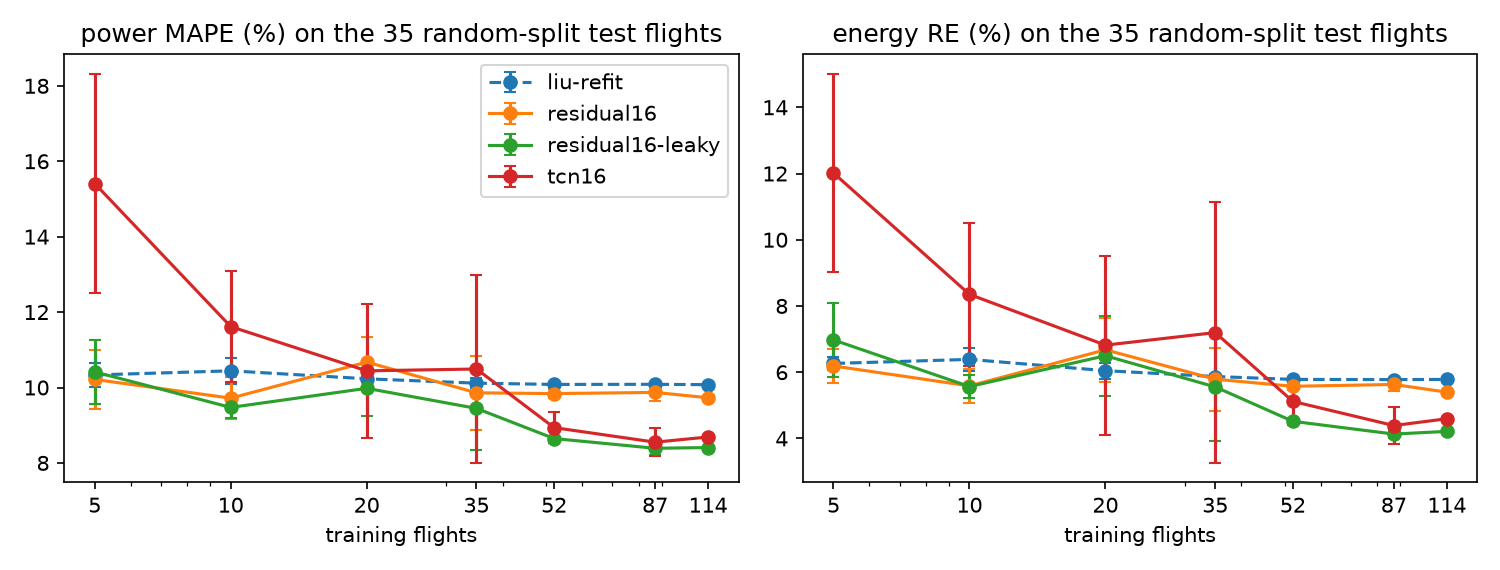 power MAPE (%) on the 35 random-split test flights
18
16
14
12
10
8
5 10 20 35 52 87 114
training flights
liu-refit
residual16
residual16-leaky
tcn16
energy RE (%) on the 35 random-split test flights
14
12
10
8
6
4
5 10 20 35 52 87 114
training flights